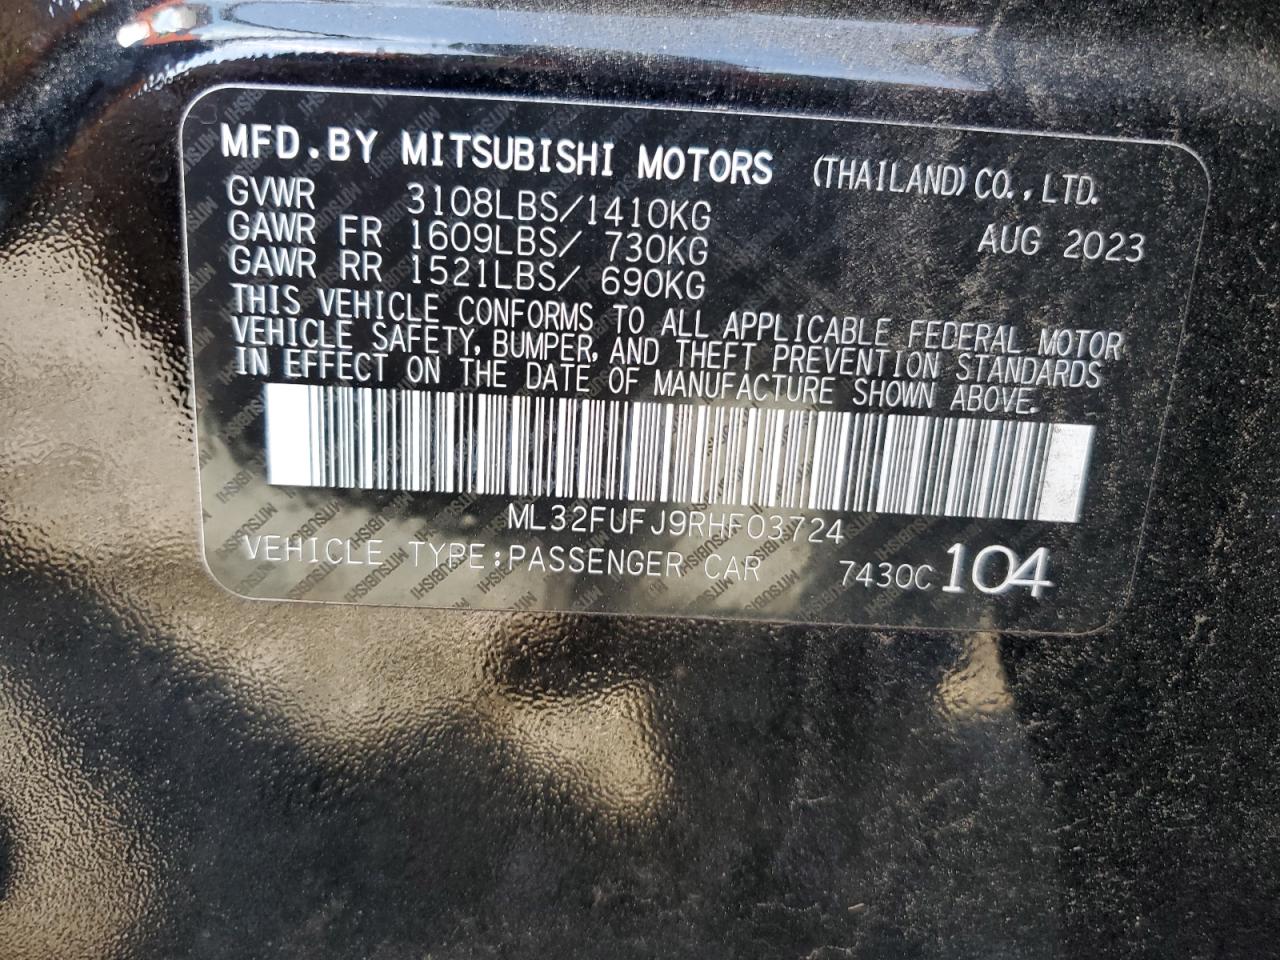 MFD.BY MITSUBISHI MOTORS (THAILAND) CO., LTD.
GVWR 3108LBS/1410KG
GAWR FR 1609LBS/ 730KG AUG 2023
GAWR RR 1521LBS/ 690KG
THIS VEHICLE CONFORMS TO ALL APPLICABLE FEDERAL MOTOR
VEHICLE SAFETY, BUMPER, AND THEFT PREVENTION STANDARDS
IN EFFECT ON THE DATE OF MANUFACTURE SHOWN ABOVE.
ML32FUFJ9RHF03724
VEHICLE TYPE:PASSENGER CAR 7430C 104